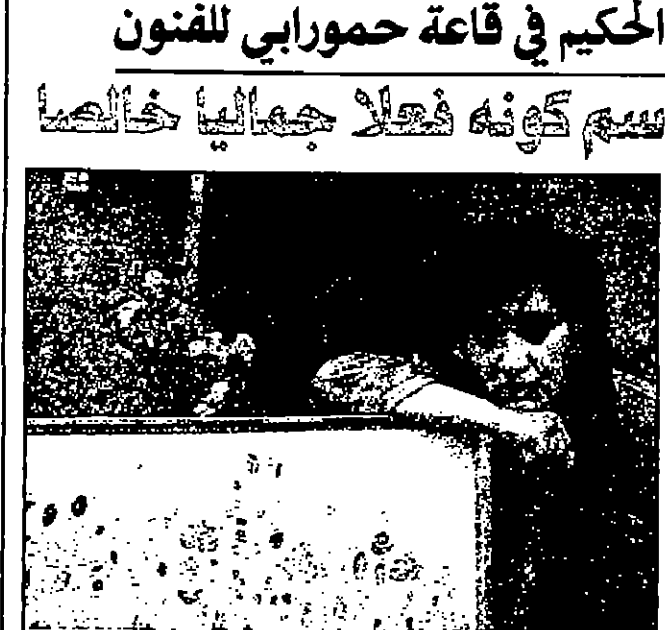 الحكيم في قاعة حمورابي للفنون
سم كونه فعلا جماليا خالصا